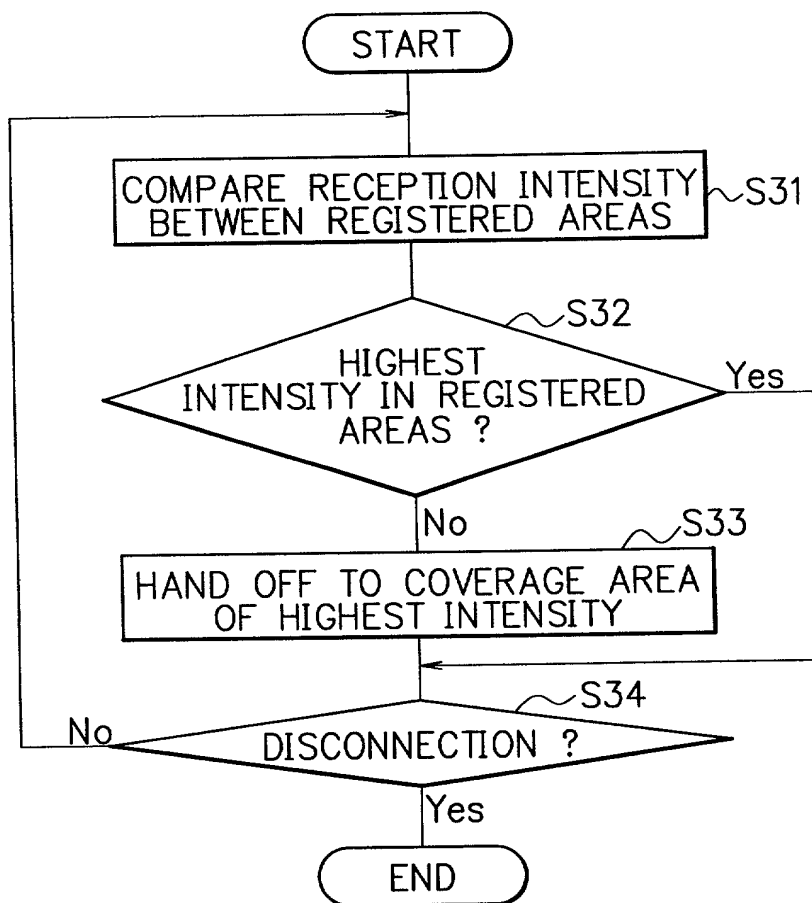 START
COMPARE RECEPTION INTENSITY
BETWEEN REGISTERED AREAS
S31
S32
HIGHEST
INTENSITY IN REGISTERED
AREAS ?
Yes
No
S33
HAND OFF TO COVERAGE AREA
OF HIGHEST INTENSITY
S34
No
DISCONNECTION ?
Yes
END